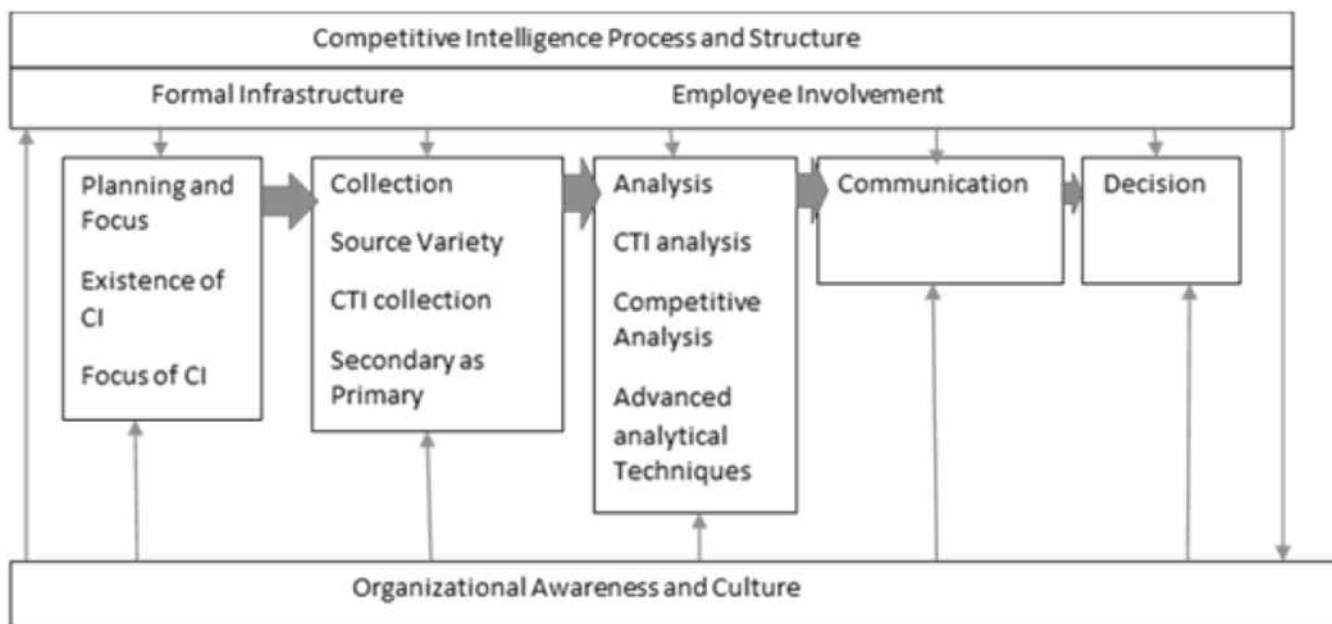 Competitive Intelligence Process and Structure
Formal Infrastructure
Employee Involvement
Planning and
Focus
Existence of
CI
Focus of CI
Collection
Source Variety
CTI collection
Secondary as
Primary
Analysis
CTI analysis
Competitive
Analysis
Advanced
analytical
Techniques
Communication
Decision
Organizational Awareness and Culture